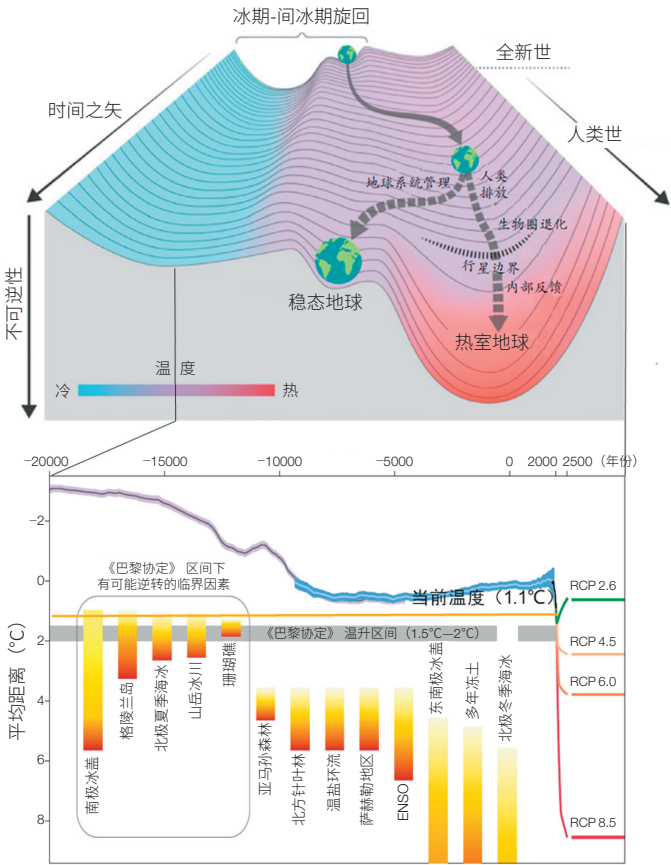 冰期-间冰期旋回
全新世
时间之矢
人类世
地球系统管理
人类
排放
生物圈退化
行星边界
内部反馈
不可逆性
稳态地球
热室地球
温 度
冷
热
−20000 −15000 −10000 −5000 0 2000 2500 (年份)
−2
《巴黎协定》 区间下
有可能逆转的临界因素
0
当前温度（1.1℃）
RCP 2.6
《巴黎协定》 温升区间（1.5℃—2℃）
2
RCP 4.5
RCP 6.0
4
6
8
RCP 8.5
平均距离（℃）
南极冰盖
格陵兰岛
北极夏季海冰
山岳冰川
珊瑚礁
亚马孙森林
北方针叶林
温盐环流
萨赫勒地区
ENSO
东南极冰盖
多年冻土
北极冬季海冰